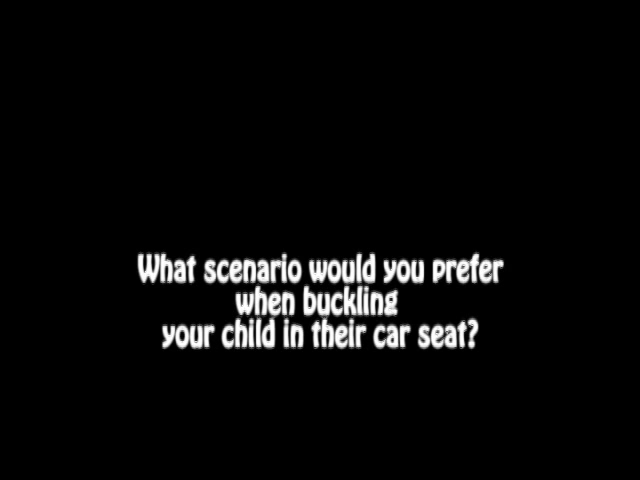 What scenario would you prefer
when buckling
your child in their car seat?